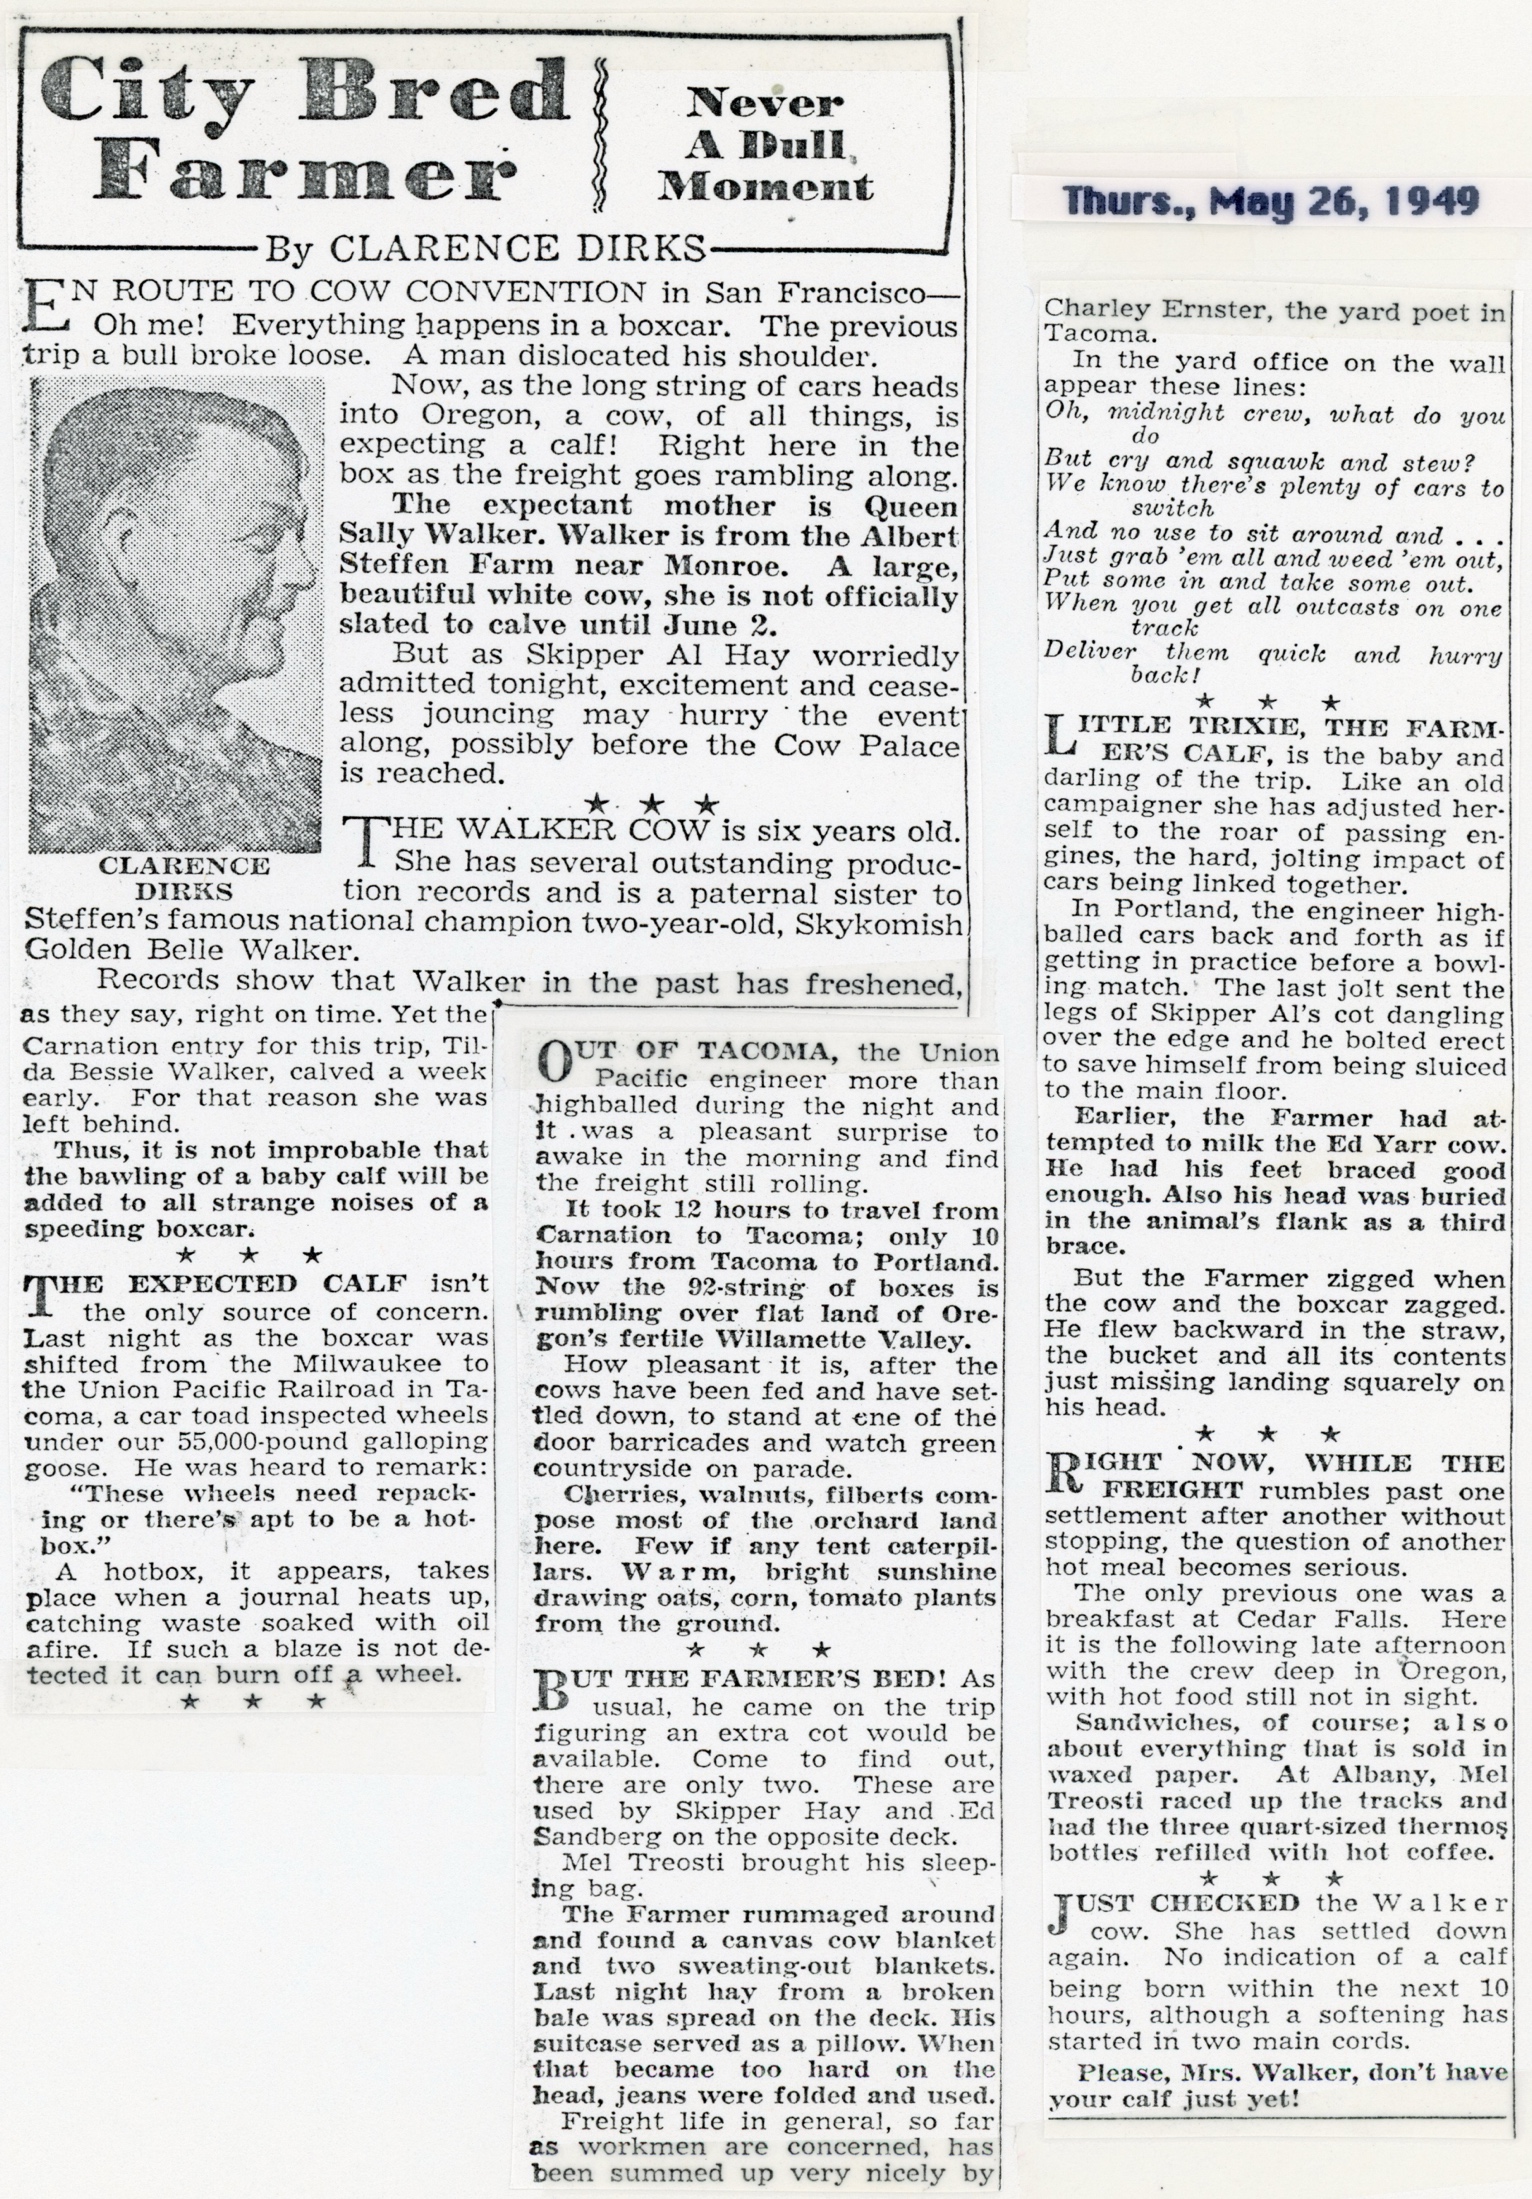 City Bred
Farmer
Never
A Dull
Moment
By CLARENCE DIRKS
Thurs., May 26, 1949
EN ROUTE TO COW CONVENTION in San Francisco—
Oh me! Everything happens in a boxcar. The previous
trip a bull broke loose. A man dislocated his shoulder.
Now, as the long string of cars heads
into Oregon, a cow, of all things, is
expecting a calf! Right here in the
box as the freight goes rambling along.
The expectant mother is Queen
Sally Walker. Walker is from the Albert
Steffen Farm near Monroe. A large,
beautiful white cow, she is not officially
slated to calve until June 2.
But as Skipper Al Hay worriedly
admitted tonight, excitement and cease-
less jouncing may hurry the event
along, possibly before the Cow Palace
is reached.
★ ★ ★
CLARENCE
DIRKS
THE WALKER COW is six years old.
She has several outstanding produc-
tion records and is a paternal sister to
Steffen's famous national champion two-year-old, Skykomish
Golden Belle Walker.
Records show that Walker in the past has freshened,
as they say, right on time. Yet the
Carnation entry for this trip, Til-
da Bessie Walker, calved a week
early. For that reason she was
left behind.
Thus, it is not improbable that
the bawling of a baby calf will be
added to all strange noises of a
speeding boxcar.
★ ★ ★
THE EXPECTED CALF isn't
the only source of concern.
Last night as the boxcar was
shifted from the Milwaukee to
the Union Pacific Railroad in Ta-
coma, a car toad inspected wheels
under our 55,000-pound galloping
goose. He was heard to remark:
"These wheels need repack-
ing or there's apt to be a hot-
box."
A hotbox, it appears, takes
place when a journal heats up,
catching waste soaked with oil
afire. If such a blaze is not de-
tected it can burn off a wheel.
★ ★ ★
OUT OF TACOMA, the Union
Pacific engineer more than
highballed during the night and
it was a pleasant surprise to
awake in the morning and find
the freight still rolling.
It took 12 hours to travel from
Carnation to Tacoma; only 10
hours from Tacoma to Portland.
Now the 92-string of boxes is
rumbling over flat land of Ore-
gon's fertile Willamette Valley.
How pleasant it is, after the
cows have been fed and have set-
tled down, to stand at one of the
door barricades and watch green
countryside on parade.
Cherries, walnuts, filberts com-
pose most of the orchard land
here. Few if any tent caterpil-
lars. Warm, bright sunshine
drawing oats, corn, tomato plants
from the ground.
★ ★ ★
BUT THE FARMER'S BED! As
usual, he came on the trip
figuring an extra cot would be
available. Come to find out,
there are only two. These are
used by Skipper Hay and Ed
Sandberg on the opposite deck.
Mel Treosti brought his sleep-
ing bag.
The Farmer rummaged around
and found a canvas cow blanket
and two sweating-out blankets.
Last night hay from a broken
bale was spread on the deck. His
suitcase served as a pillow. When
that became too hard on the
head, jeans were folded and used.
Freight life in general, so far
as workmen are concerned, has
been summed up very nicely by
Charley Ernster, the yard poet in
Tacoma.
In the yard office on the wall
appear these lines:
Oh, midnight crew, what do you
do
But cry and squawk and stew?
We know there's plenty of cars to
switch
And no use to sit around and . . .
Just grab 'em all and weed 'em out,
Put some in and take some out.
When you get all outcasts on one
track
Deliver them quick and hurry
back!
★ ★ ★
LITTLE TRIXIE, THE FARM-
ER'S CALF, is the baby and
darling of the trip. Like an old
campaigner she has adjusted her-
self to the roar of passing en-
gines, the hard, jolting impact of
cars being linked together.
In Portland, the engineer high-
balled cars back and forth as if
getting in practice before a bowl-
ing match. The last jolt sent the
legs of Skipper Al's cot dangling
over the edge and he bolted erect
to save himself from being sluiced
to the main floor.
Earlier, the Farmer had at-
tempted to milk the Ed Yarr cow.
He had his feet braced good
enough. Also his head was buried
in the animal's flank as a third
brace.
But the Farmer zigged when
the cow and the boxcar zagged.
He flew backward in the straw,
the bucket and all its contents
just missing landing squarely on
his head.
★ ★ ★
RIGHT NOW, WHILE THE
FREIGHT rumbles past one
settlement after another without
stopping, the question of another
hot meal becomes serious.
The only previous one was a
breakfast at Cedar Falls. Here
it is the following late afternoon
with the crew deep in Oregon,
with hot food still not in sight.
Sandwiches, of course; also
about everything that is sold in
waxed paper. At Albany, Mel
Treosti raced up the tracks and
had the three quart-sized thermos
bottles refilled with hot coffee.
★ ★ ★
JUST CHECKED the Walker
cow. She has settled down
again. No indication of a calf
being born within the next 10
hours, although a softening has
started in two main cords.
Please, Mrs. Walker, don't have
your calf just yet!